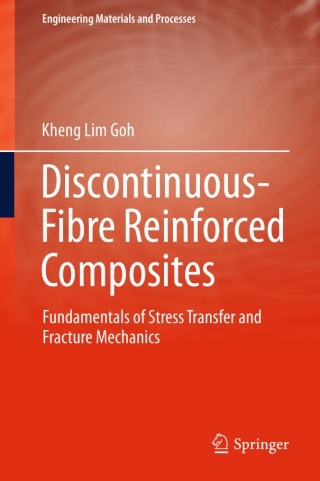 Engineering Materials and Processes
Kheng Lim Goh
Discontinuous-
Fibre Reinforced
Composites
Fundamentals of Stress Transfer and
Fracture Mechanics
Springer